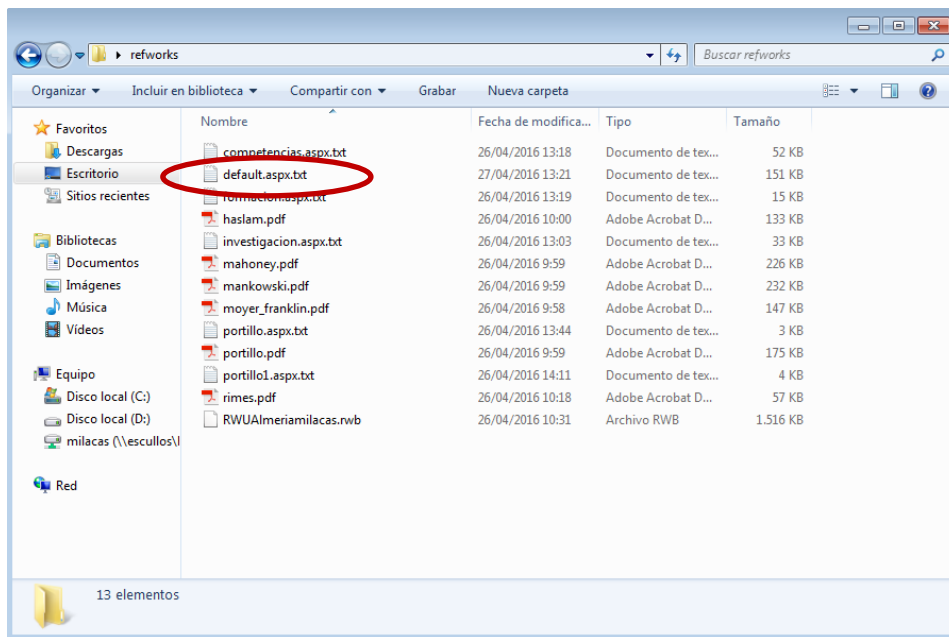 refworks
Buscar refworks
Organizar Incluir en biblioteca Compartir con Grabar Nueva carpeta
Favoritos
Descargas
Escritorio
Sitios recientes
Bibliotecas
Documentos
Imágenes
Música
Vídeos
Equipo
Disco local (C:)
Disco local (D:)
milacas (\\escullos\
Red
Nombre Fecha de modifica... Tipo Tamaño
competencias.aspx.txt 26/04/2016 13:18 Documento de tex... 52 KB
default.aspx.txt 27/04/2016 13:21 Documento de tex... 151 KB
formacion.aspx.txt 26/04/2016 13:19 Documento de tex... 15 KB
haslam.pdf 26/04/2016 10:00 Adobe Acrobat D... 133 KB
investigacion.aspx.txt 26/04/2016 13:03 Documento de tex... 33 KB
mahoney.pdf 26/04/2016 9:59 Adobe Acrobat D... 226 KB
mankowski.pdf 26/04/2016 9:59 Adobe Acrobat D... 232 KB
moyer_franklin.pdf 26/04/2016 9:58 Adobe Acrobat D... 147 KB
portillo.aspx.txt 26/04/2016 13:44 Documento de tex... 3 KB
portillo.pdf 26/04/2016 9:59 Adobe Acrobat D... 175 KB
portillo1.aspx.txt 26/04/2016 14:11 Documento de tex... 4 KB
rimes.pdf 26/04/2016 10:18 Adobe Acrobat D... 57 KB
RWUAlmeriamilacas.rwb 26/04/2016 10:31 Archivo RWB 1.516 KB
13 elementos